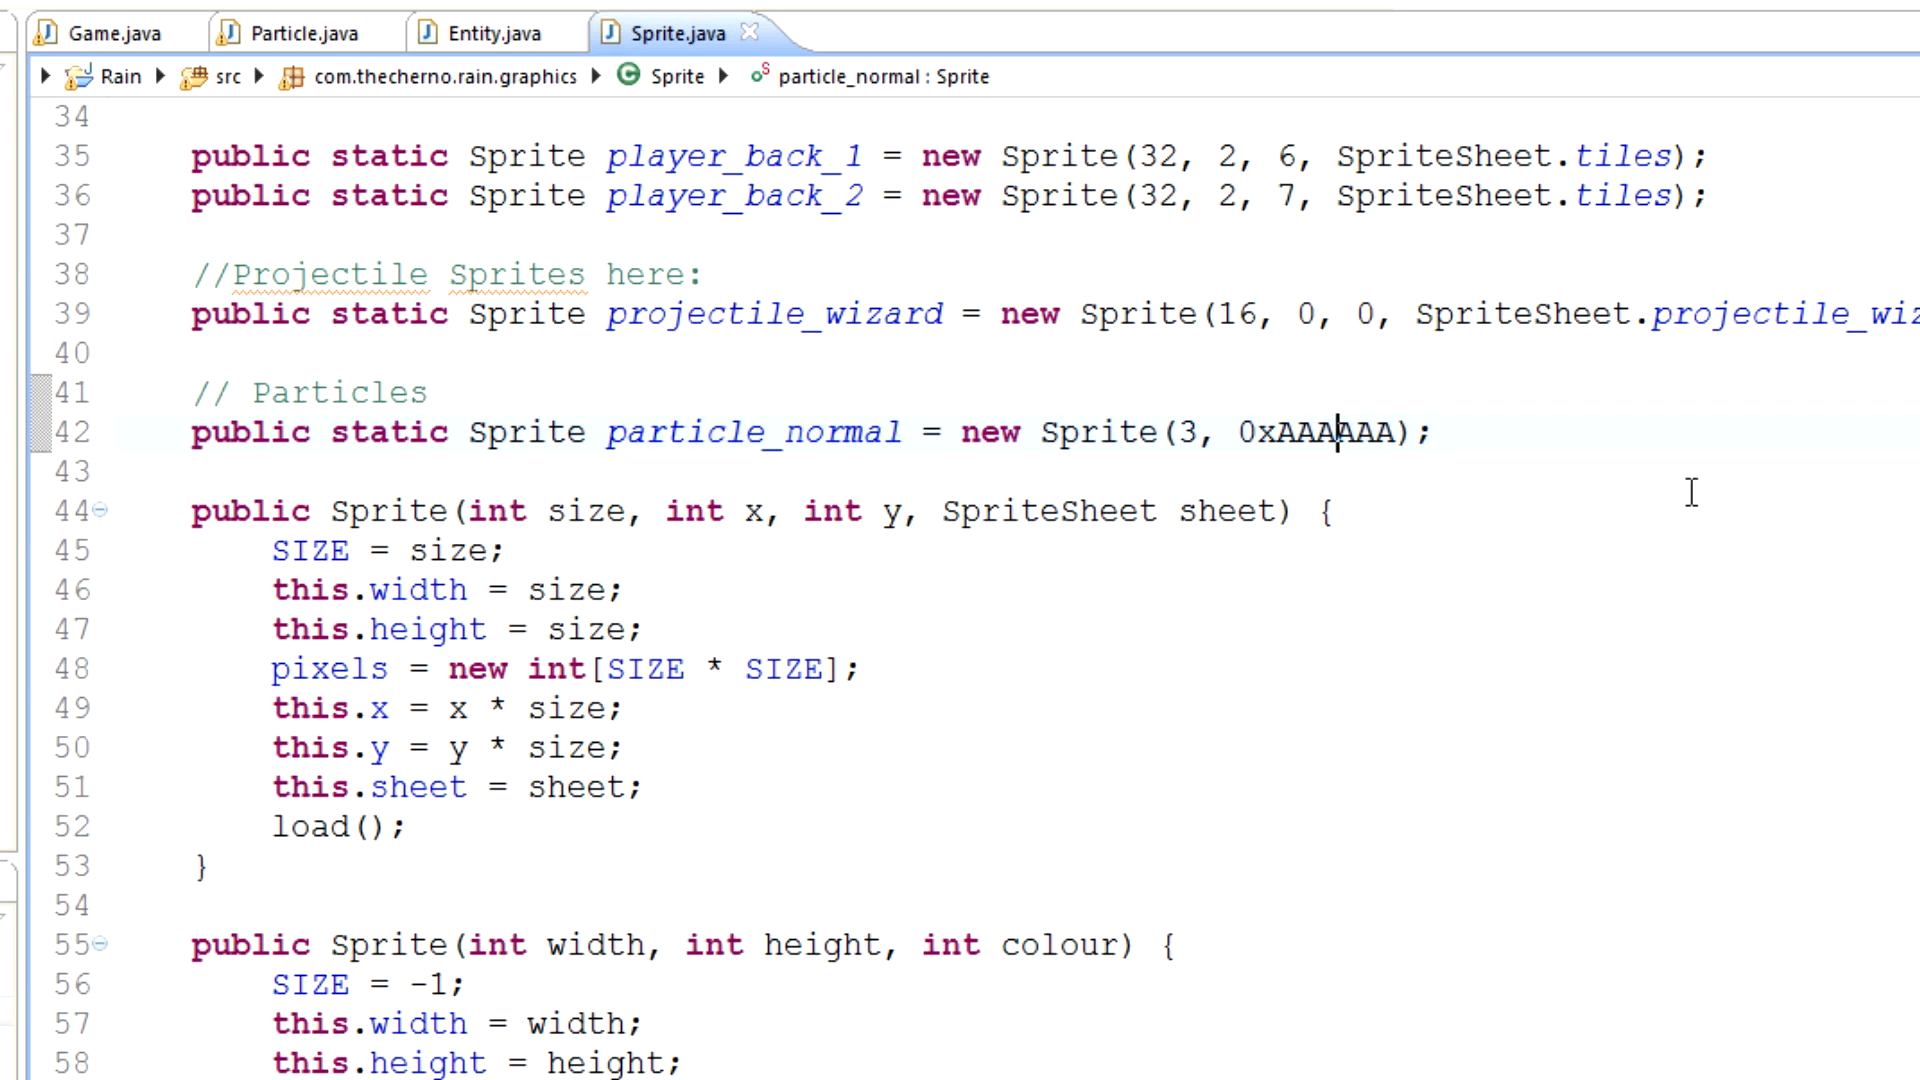 Game.java Particle.java Entity.java Sprite.java
Rain src com.thecherno.rain.graphics Sprite particle_normal : Sprite
34
35 public static Sprite player_back_1 = new Sprite(32, 2, 6, SpriteSheet.tiles);
36 public static Sprite player_back_2 = new Sprite(32, 2, 7, SpriteSheet.tiles);
37
38 //Projectile Sprites here:
39 public static Sprite projectile_wizard = new Sprite(16, 0, 0, SpriteSheet.projectile_wiz
40
41 // Particles
42 public static Sprite particle_normal = new Sprite(3, 0xAAAAAA);
43
44 public Sprite(int size, int x, int y, SpriteSheet sheet) {
45 SIZE = size;
46 this.width = size;
47 this.height = size;
48 pixels = new int[SIZE * SIZE];
49 this.x = x * size;
50 this.y = y * size;
51 this.sheet = sheet;
52 load();
53 }
54
55 public Sprite(int width, int height, int colour) {
56 SIZE = -1;
57 this.width = width;
58 this.height = height;